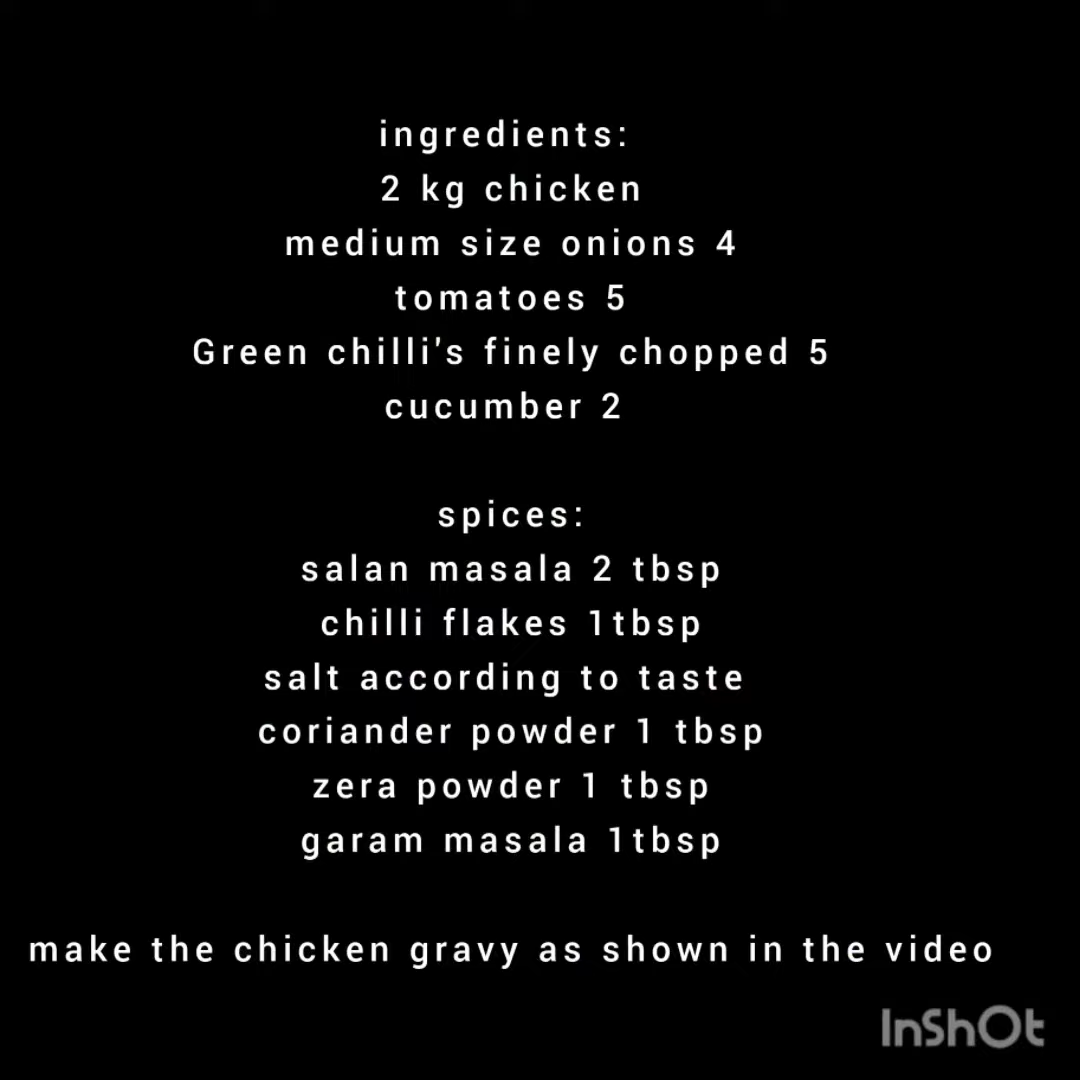 ingredients:
2 kg chicken
medium size onions 4
tomatoes 5
Green chilli's finely chopped 5
cucumber 2
spices:
salan masala 2 tbsp
chilli flakes 1tbsp
salt according to taste
coriander powder 1 tbsp
zera powder 1 tbsp
garam masala 1tbsp
make the chicken gravy as shown in the video
InShOt